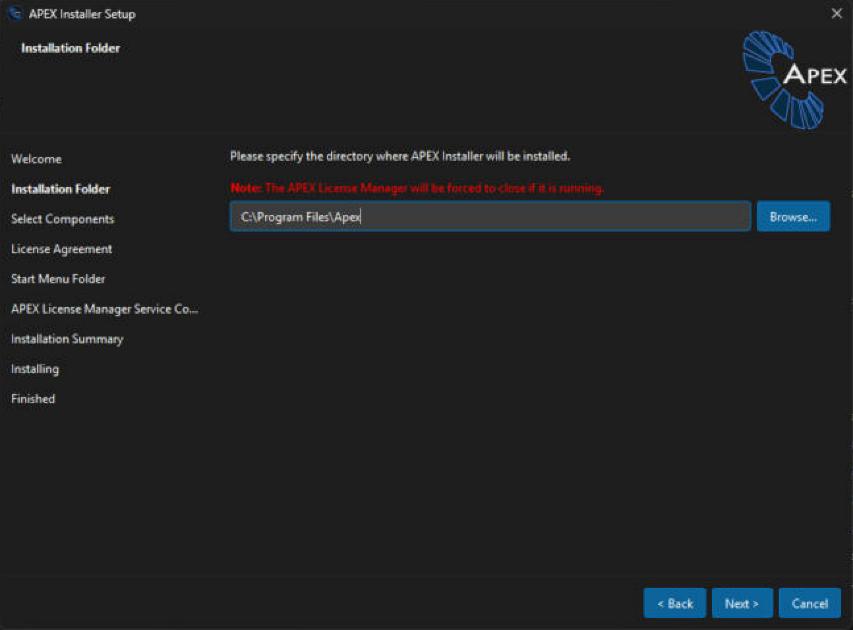 APEX Installer Setup
Installation Folder
APEX
Welcome
Installation Folder
Select Components
License Agreement
Start Menu Folder
APEX License Manager Service Co...
Installation Summary
Installing
Finished
Please specify the directory where APEX Installer will be installed.
Note: The APEX License Manager will be forced to close if it is running.
C:\Program Files\Apex
Browse...
< Back
Next >
Cancel